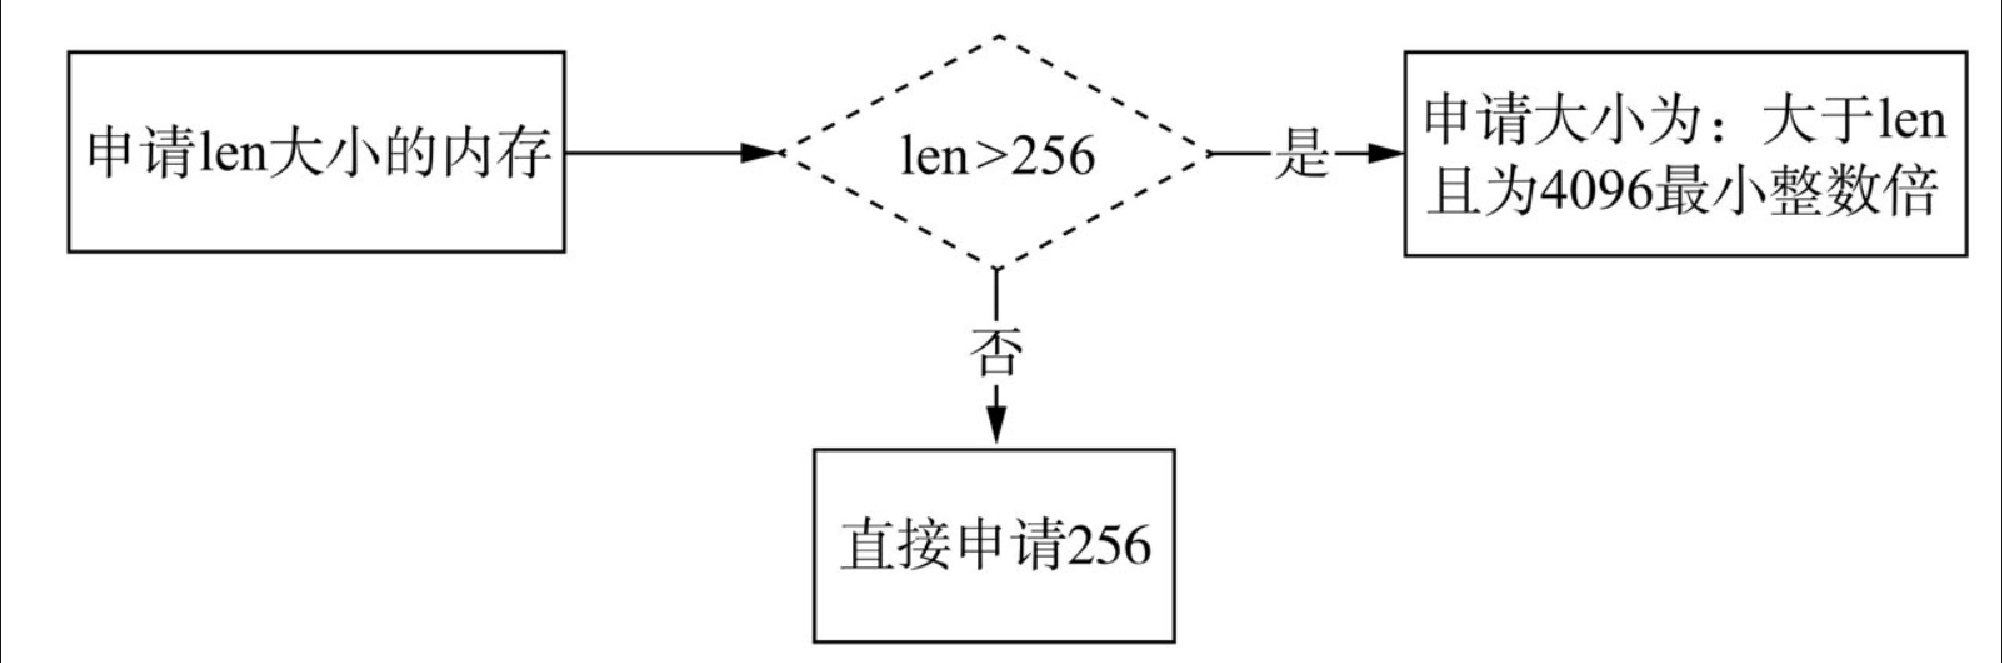 申请len大小的内存
len>256
是
申请大小为：大于len
且为4096最小整数倍
否
直接申请256